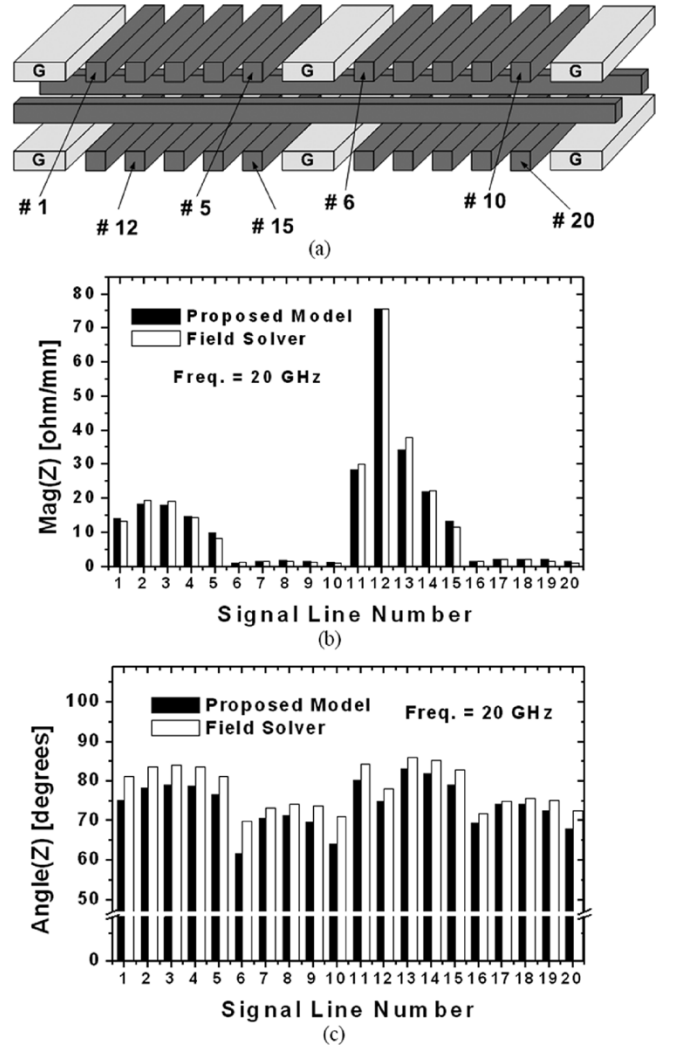 G G G
G G G
# 1 # 12 # 5 # 15 # 6 # 10 # 20
(a)
80
70
60
50
40
30
20
10
0
Mag(Z) [ohm/mm]
Proposed Model
Field Solver
Freq. = 20 GHz
1 2 3 4 5 6 7 8 9 10 11 12 13 14 15 16 17 18 19 20
Signal Line Number
(b)
100
90
80
70
60
50
0
Angle(Z) [degrees]
Proposed Model
Field Solver
Freq. = 20 GHz
1 2 3 4 5 6 7 8 9 10 11 12 13 14 15 16 17 18 19 20
Signal Line Number
(c)